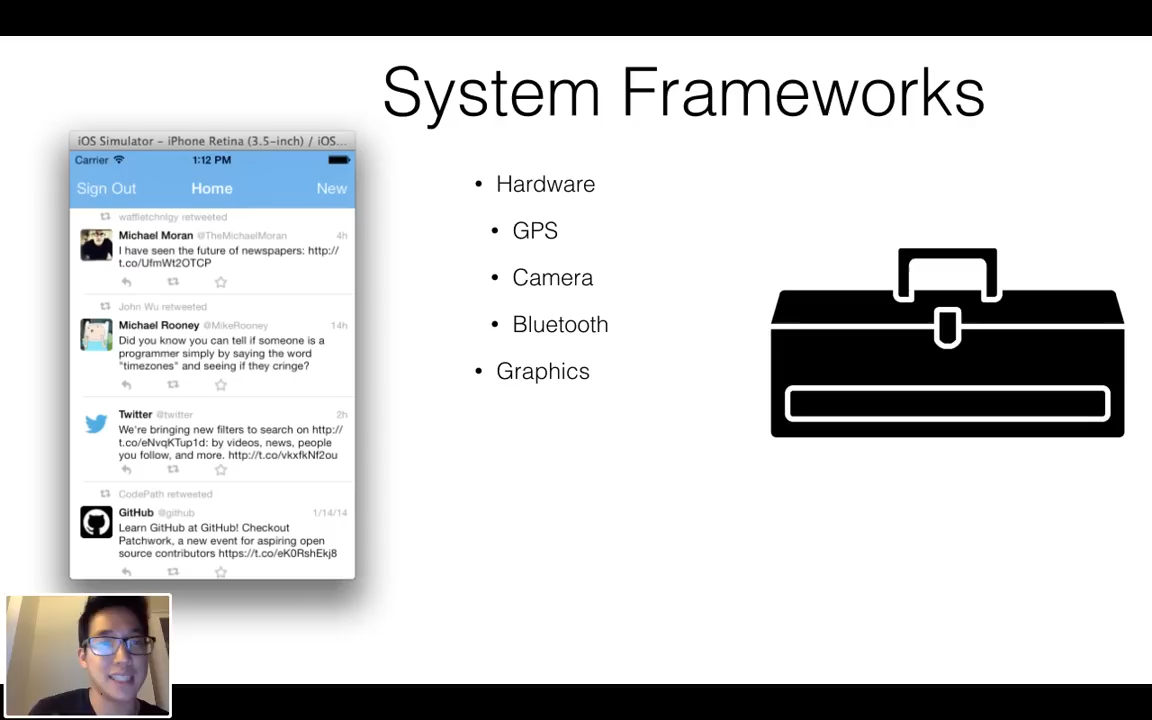 System Frameworks
iOS Simulator - iPhone Retina (3.5-inch) / iOS...
Carrier 1:12 PM
Sign Out Home New
waffletchnlgy retweeted
Michael Moran @TheMichaelMoran 4h
I have seen the future of newspapers: http://
t.co/UfmWt2OTCP
John Wu retweeted
Michael Rooney @MikeRooney 14h
Did you know you can tell if someone is a
programmer simply by saying the word
"timezones" and seeing if they cringe?
Twitter @twitter 2h
We're bringing new filters to search on http://
t.co/eNvqKTup1d: by videos, news, people
you follow, and more. http://t.co/vkxfkNf2ou
CodePath retweeted
GitHub @github 1/14/14
Learn GitHub at GitHub! Checkout
Patchwork, a new event for aspiring open
source contributors https://t.co/eK0RshEkj8
• Hardware
• GPS
• Camera
• Bluetooth
• Graphics